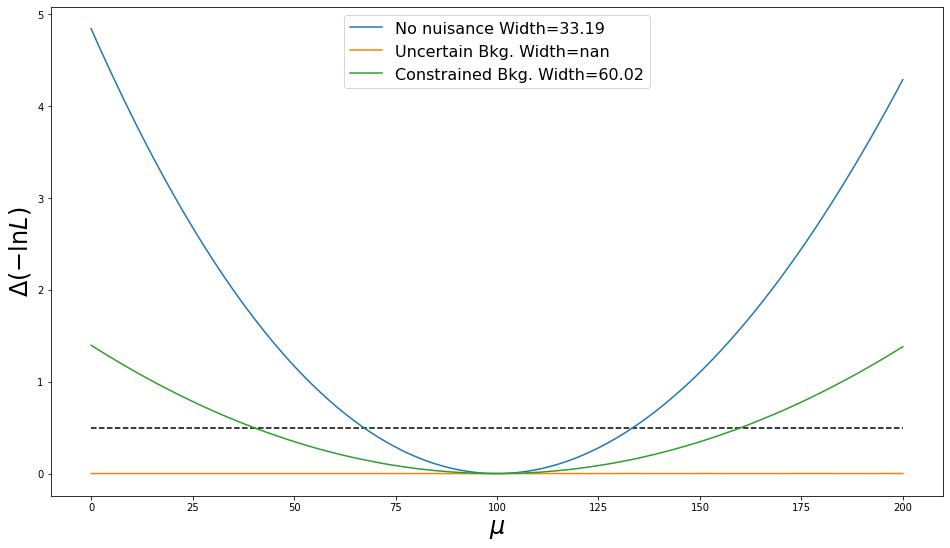 No nuisance Width=33.19
Uncertain Bkg. Width=nan
Constrained Bkg. Width=60.02
5
4
3
2
1
0
Δ(−lnL)
0 25 50 75 100 125 150 175 200
μ